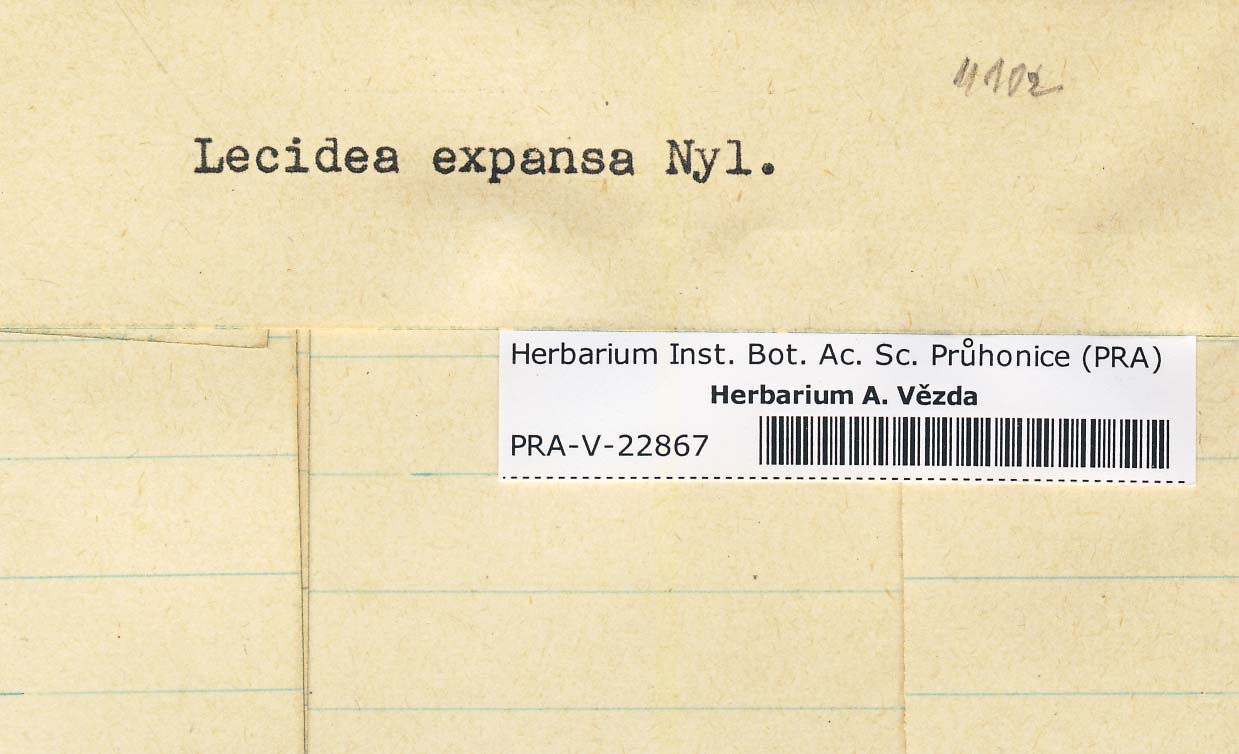 4102
Lecidea expansa Nyl.
Herbarium Inst. Bot. Ac. Sc. Průhonice (PRA)
Herbarium A. Vězda
PRA-V-22867